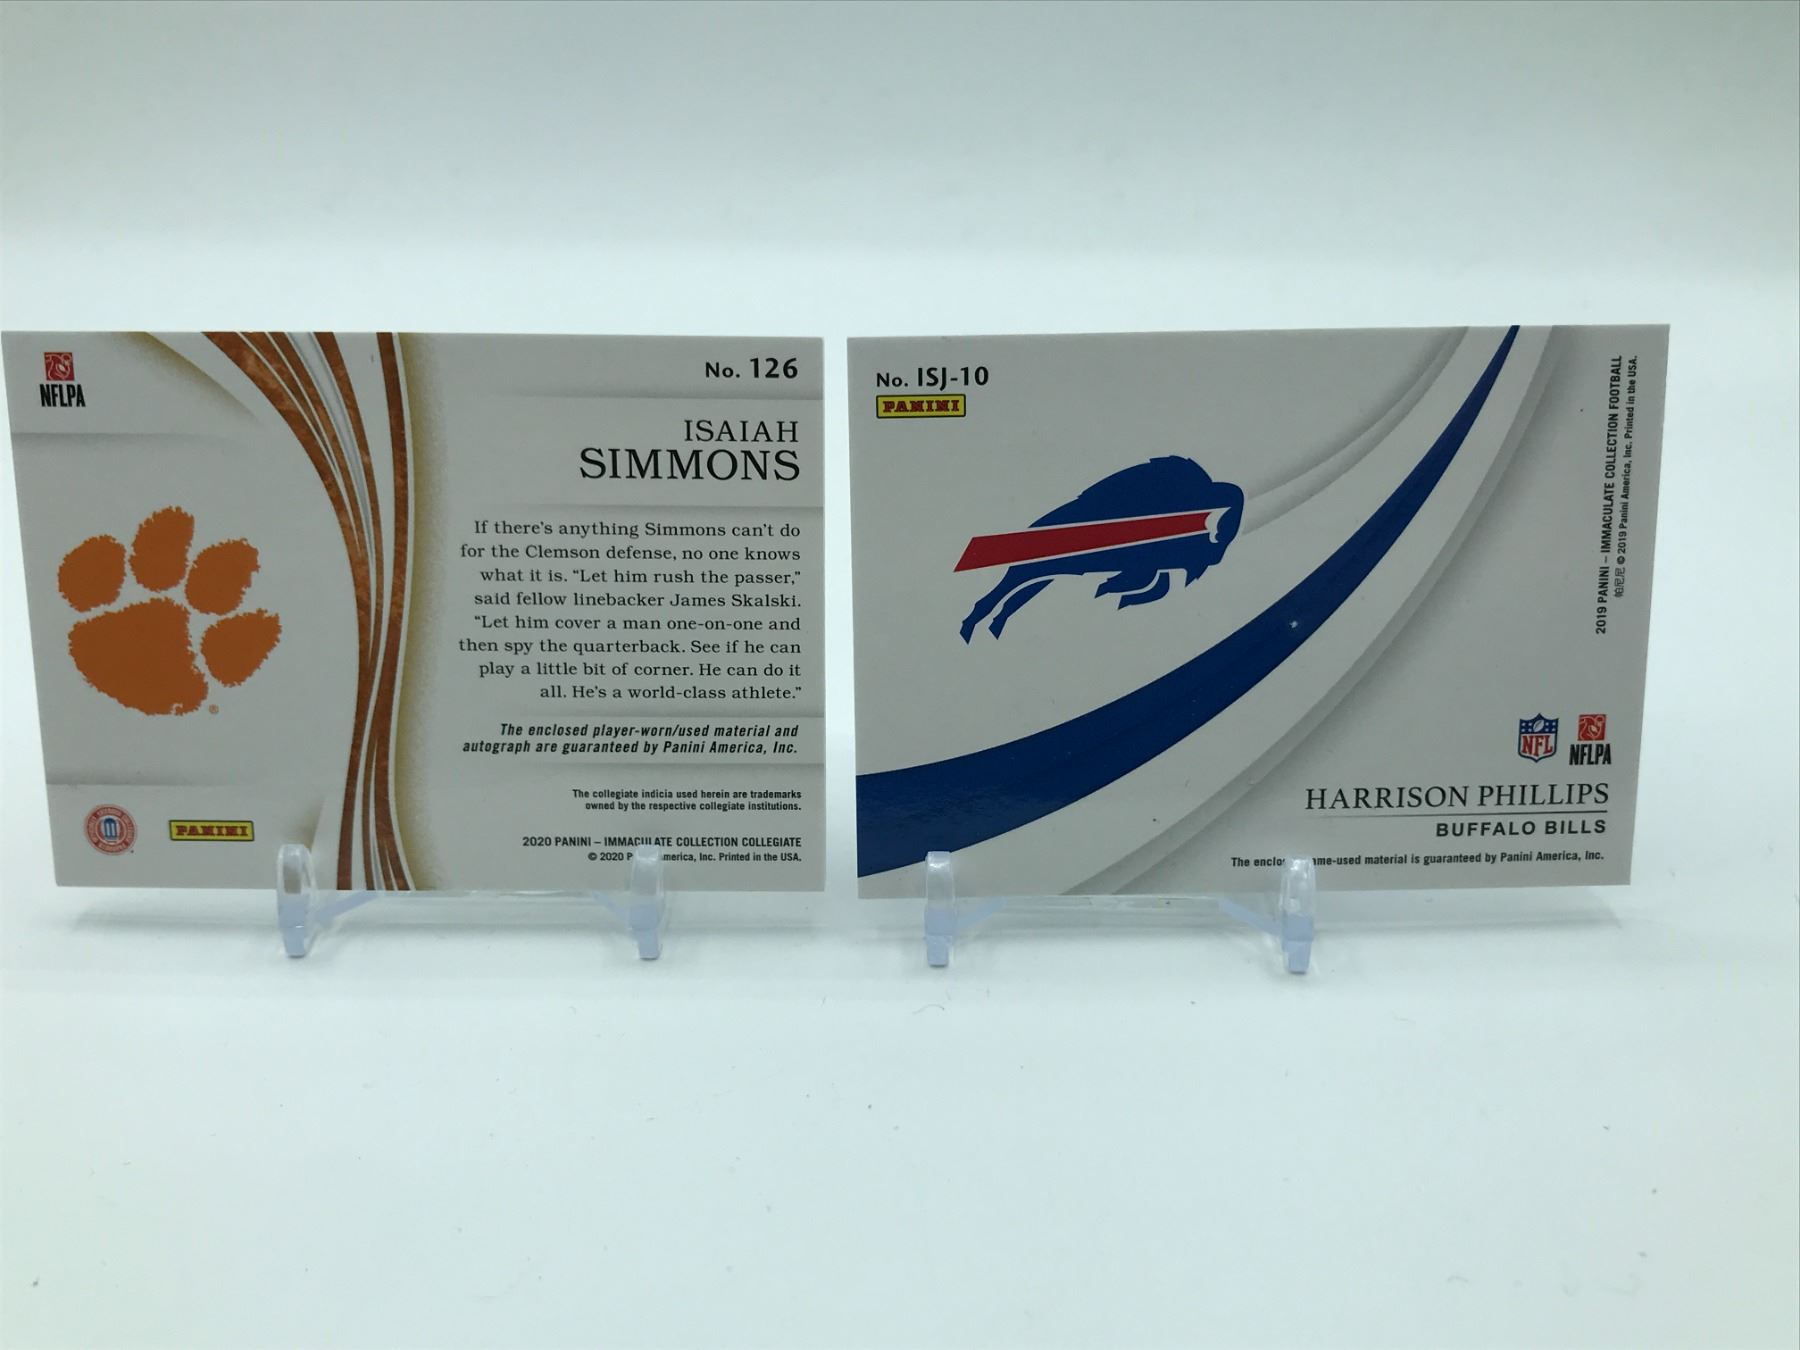 NFLPA
No. 126
ISAIAH
SIMMONS
If there's anything Simmons can't do
for the Clemson defense, no one knows
what it is. "Let him rush the passer,"
said fellow linebacker James Skalski.
"Let him cover a man one-on-one and
then spy the quarterback. See if he can
play a little bit of corner. He can do it
all. He's a world-class athlete."
The enclosed player-worn/used material and
autograph are guaranteed by Panini America, Inc.
The collegiate indicia used herein are trademarks
owned by the respective collegiate institutions.
PANINI
2020 PANINI – IMMACULATE COLLECTION COLLEGIATE
© 2020 P merica, Inc. Printed in the USA.
No. ISJ-10
PANINI
2019 PANINI – IMMACULATE COLLECTION FOOTBALL
帕尼尼 © 2019 Panini America, Inc. Printed in the USA.
NFL
NFLPA
HARRISON PHILLIPS
BUFFALO BILLS
The enclo me-used material is guaranteed by Panini America, Inc.